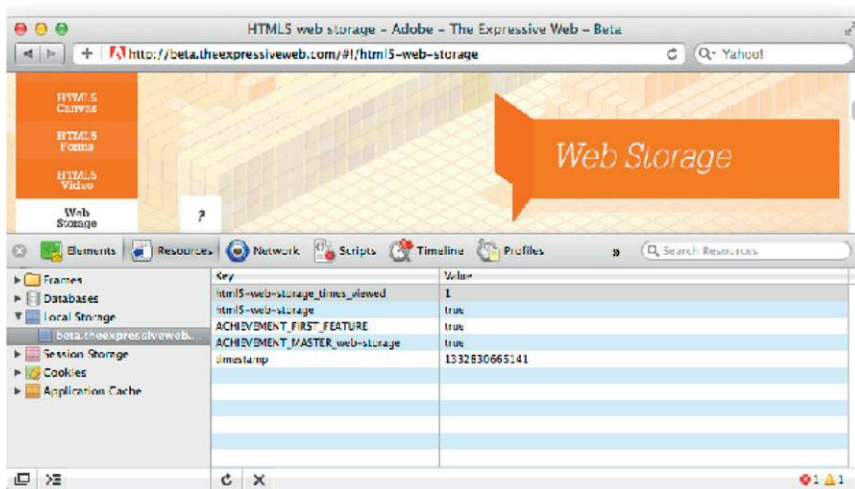 HTML5 web storage – Adobe – The Expressive Web – Beta
http://beta.theexpressiveweb.com/#!/html5-web-storage
Yahoo!
HTML5
Canvas
HTML5
Forms
HTML5
Video
Web
Storage
?
Web Storage
Elements Resources Network Scripts Timeline Profiles » Search Resources
Key Value
Frames
Databases
Local Storage
beta.theexpressiveweb...
Session Storage
Cookies
Application Cache
html5-web-storage_times_viewed 1
html5-web-storage true
ACHIEVEMENT_FIRST_FEATURE true
ACHIEVEMENT_MASTER_web-storage true
timestamp 1332830665141
1 1